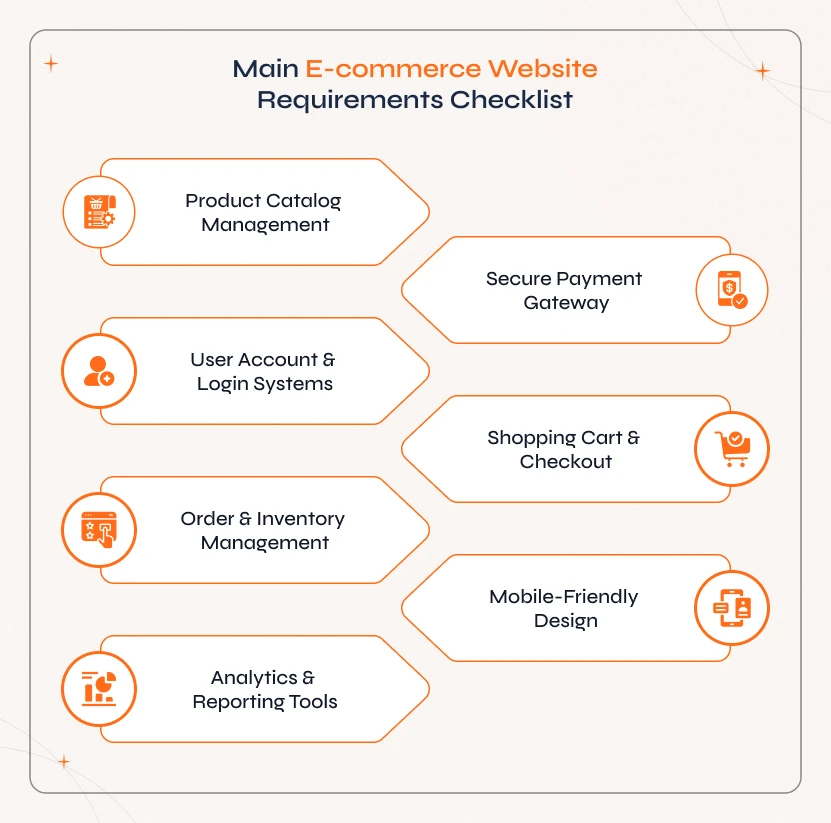 Main E-commerce Website
Requirements Checklist
Product Catalog
Management
Secure Payment
Gateway
User Account &
Login Systems
Shopping Cart &
Checkout
Order & Inventory
Management
Mobile-Friendly
Design
Analytics &
Reporting Tools